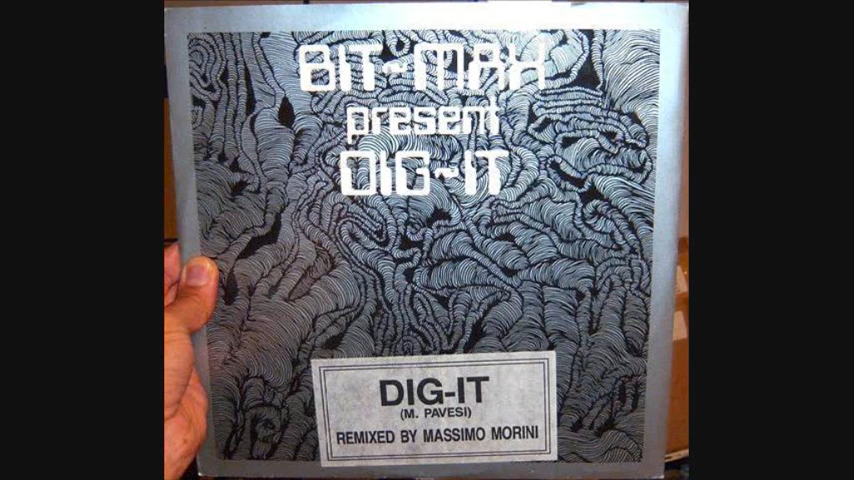 BIT~MAX
present
DIG~IT
DIG-IT
(M. PAVESI)
REMIXED BY MASSIMO MORINI